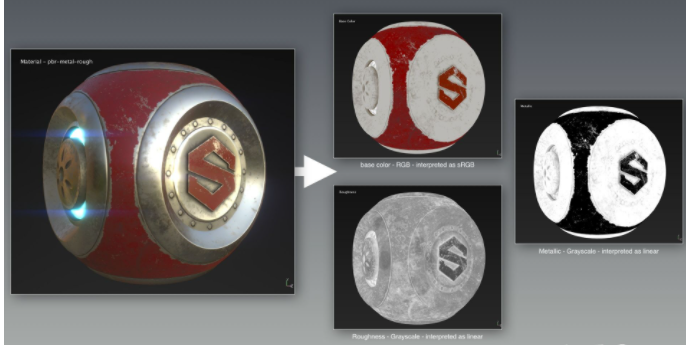 Material - pbr-metal-rough
Base Color
base color - RGB - interpreted as sRGB
Roughness
Roughness - Grayscale - interpreted as linear
Metallic
Metallic - Grayscale - interpreted as linear